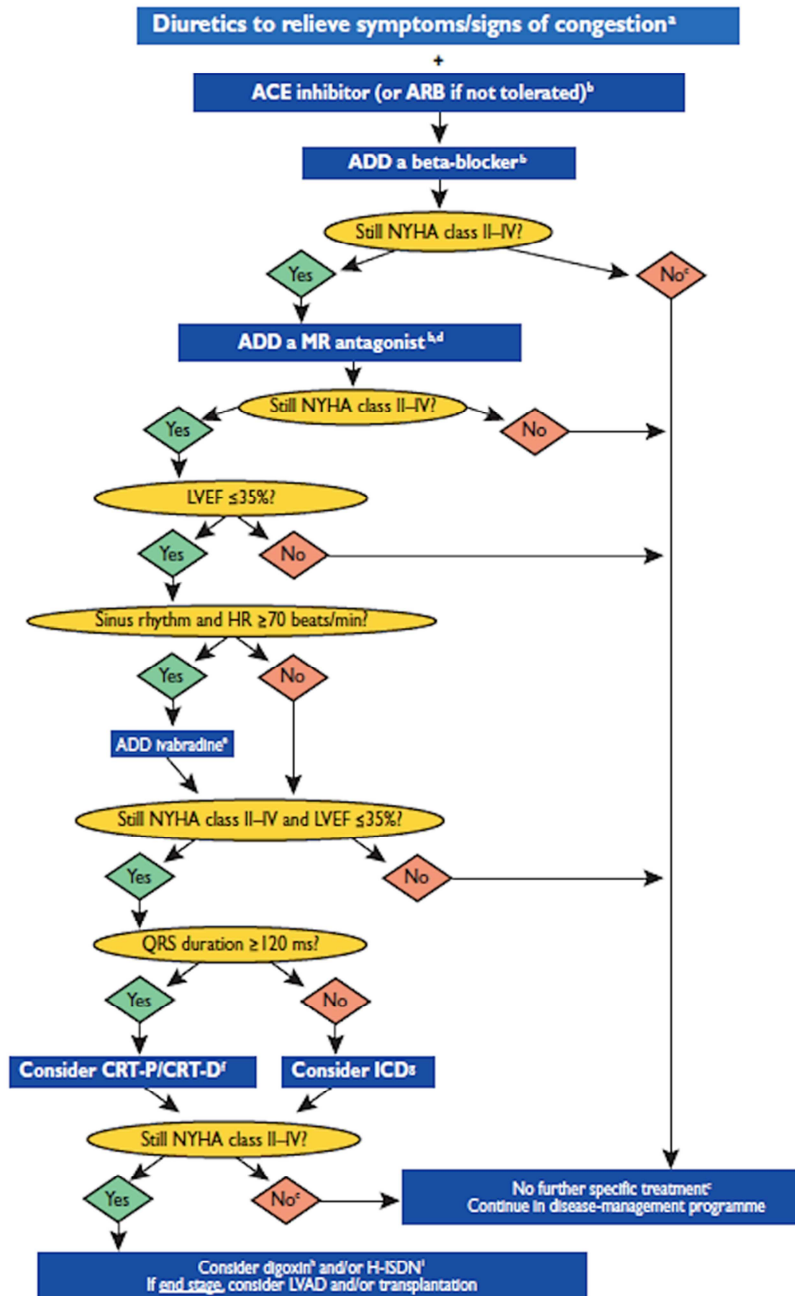 Diuretics to relieve symptoms/signs of congestionᵃ
+
ACE inhibitor (or ARB if not tolerated)ᵇ
ADD a beta-blockerᵇ
Still NYHA class II–IV?
Yes
Noᶜ
ADD a MR antagonistᵇ,ᵈ
Still NYHA class II–IV?
Yes
No
LVEF ≤35%?
Yes
No
Sinus rhythm and HR ≥70 beats/min?
Yes
No
ADD ivabradineᵉ
Still NYHA class II–IV and LVEF ≤35%?
Yes
No
QRS duration ≥120 ms?
Yes
No
Consider CRT-P/CRT-Dᶠ
Consider ICDᵍ
Still NYHA class II–IV?
Yes
Noᶜ
No further specific treatmentᶜ
Continue in disease-management programme
Consider digoxinʰ and/or H-ISDNⁱ
If end stage, consider LVAD and/or transplantation